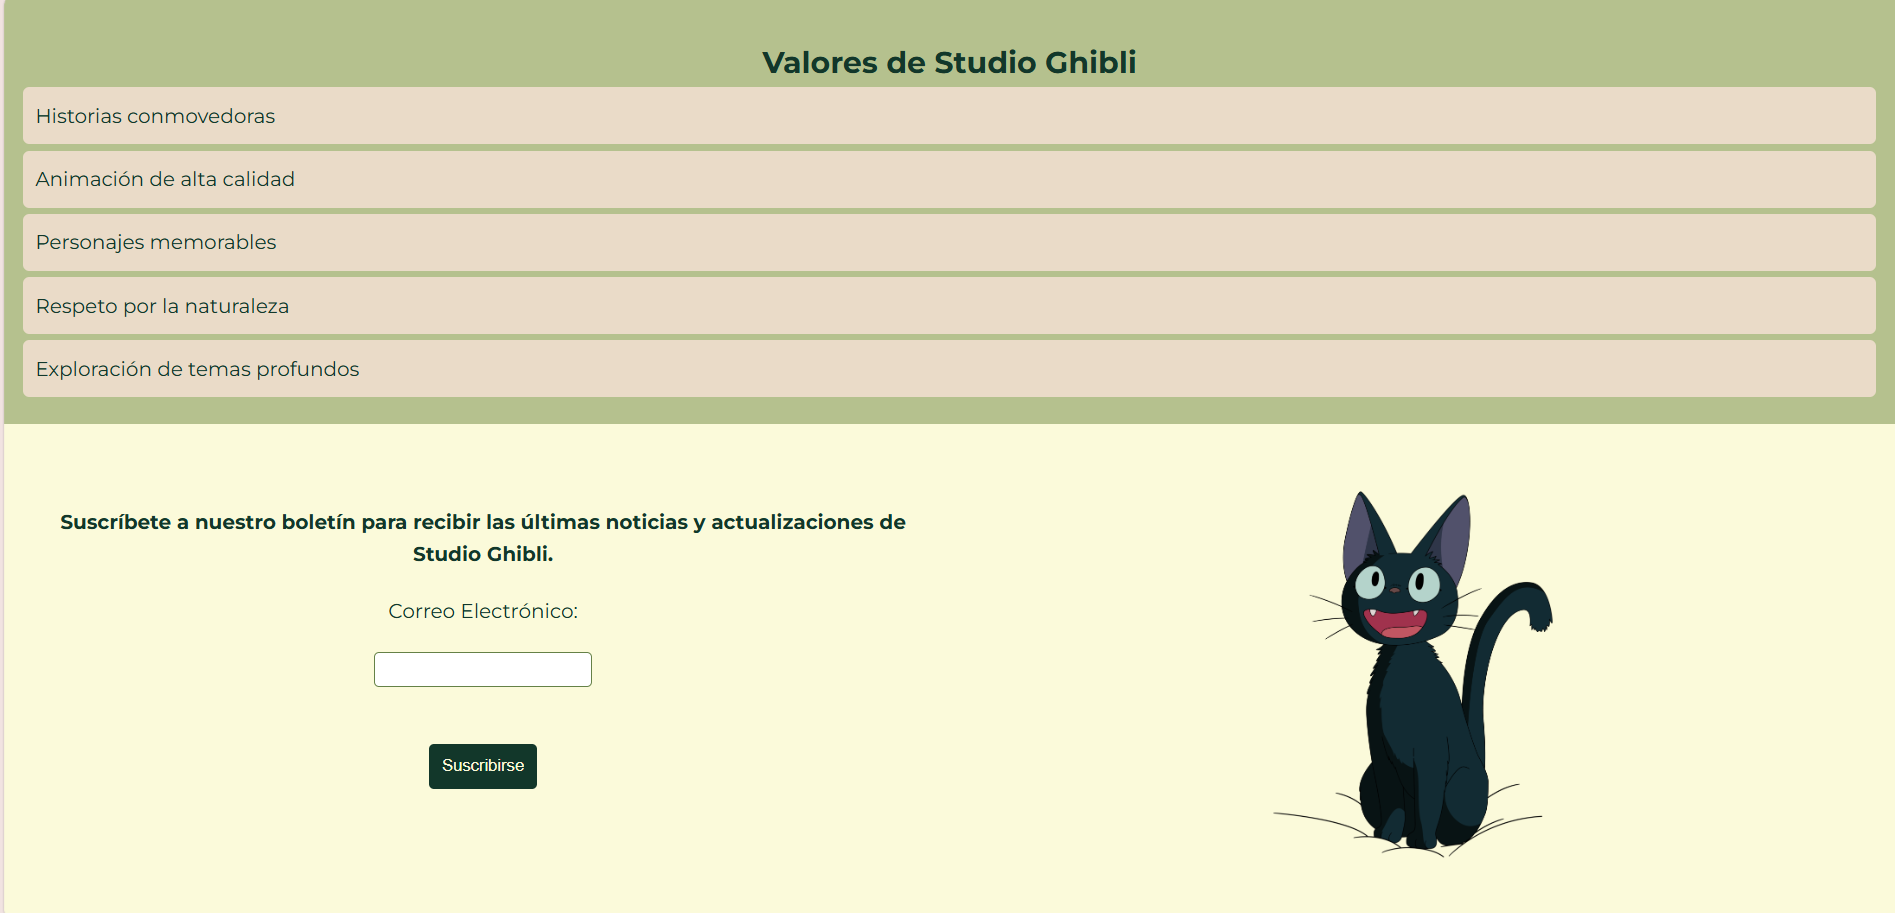 Valores de Studio Ghibli
Historias conmovedoras
Animación de alta calidad
Personajes memorables
Respeto por la naturaleza
Exploración de temas profundos
Suscríbete a nuestro boletín para recibir las últimas noticias y actualizaciones de
Studio Ghibli.
Correo Electrónico:
Suscribirse